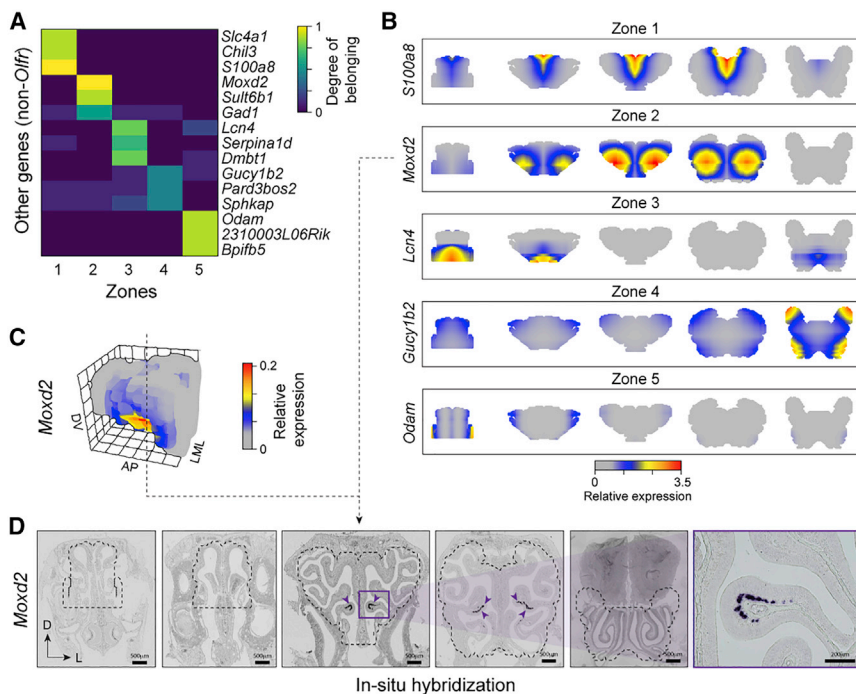 A
Other genes (non-Olfr)
Slc4a1
Chil3
S100a8
Moxd2
Sult6b1
Gad1
Lcn4
Serpina1d
Dmbt1
Gucy1b2
Pard3bos2
Sphkap
Odam
2310003L06Rik
Bpifb5
1 2 3 4 5
Zones
1
0
Degree of
belonging
B
Zone 1
S100a8
Zone 2
Moxd2
Zone 3
Lcn4
Zone 4
Gucy1b2
Zone 5
Odam
0 3.5
Relative expression
C
Moxd2
DV
AP
LML
0.2
0
Relative
expression
D
Moxd2
D
L
500µm
500µm
500µm
500µm
500µm
200µm
In-situ hybridization